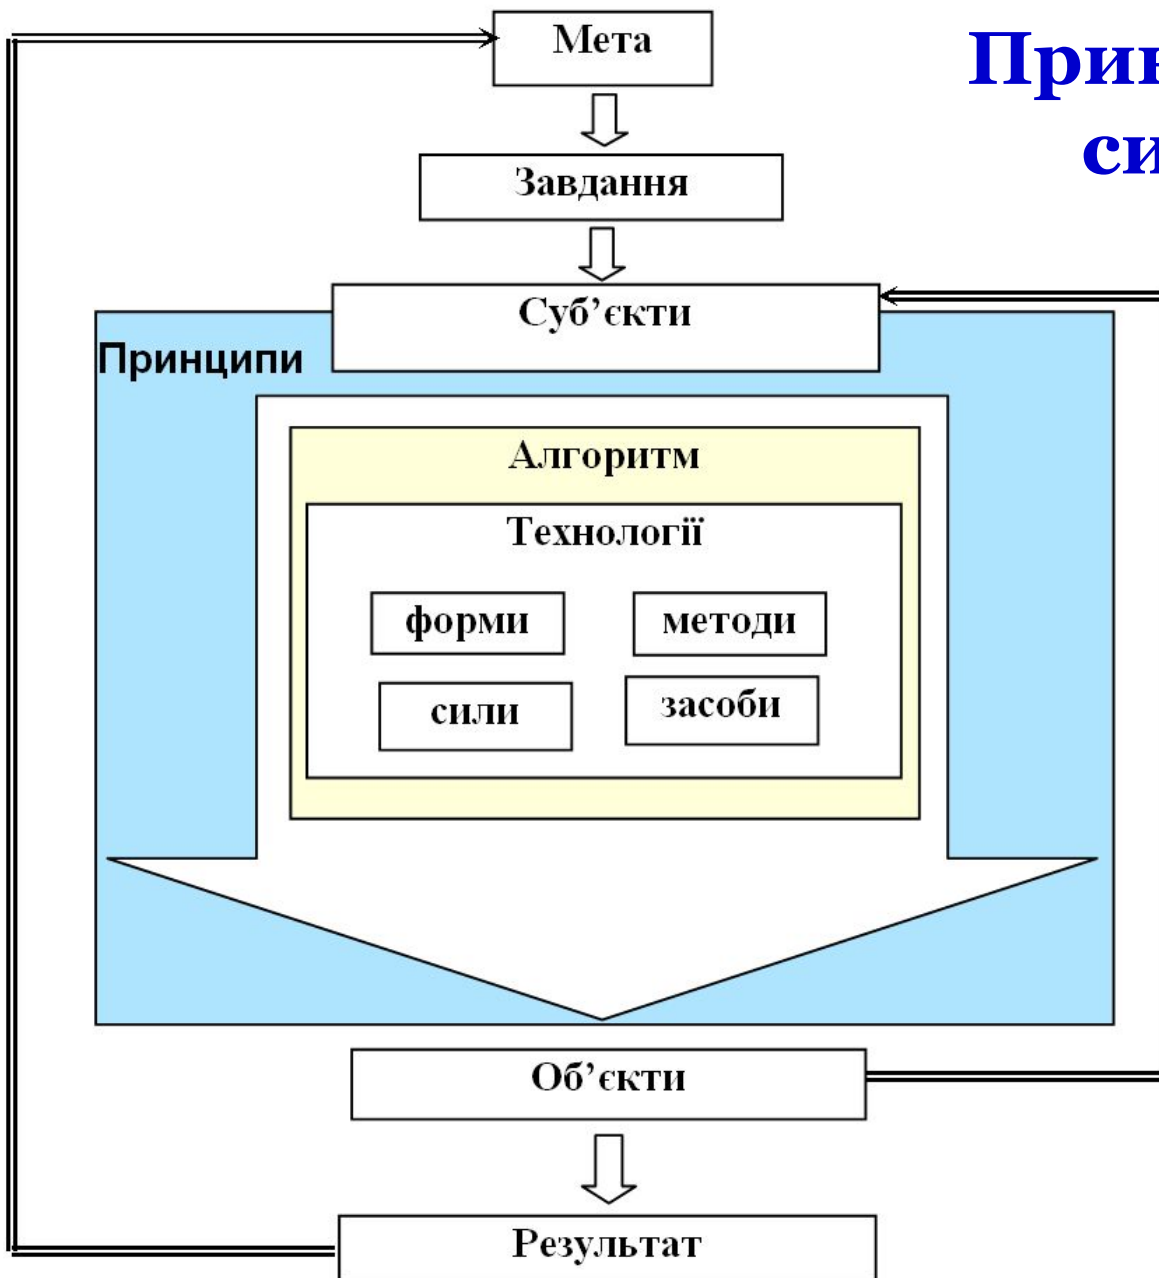 Мета
Завдання
Суб’єкти
Принципи
Алгоритм
Технології
форми
методи
сили
засоби
Об’єкти
Результат